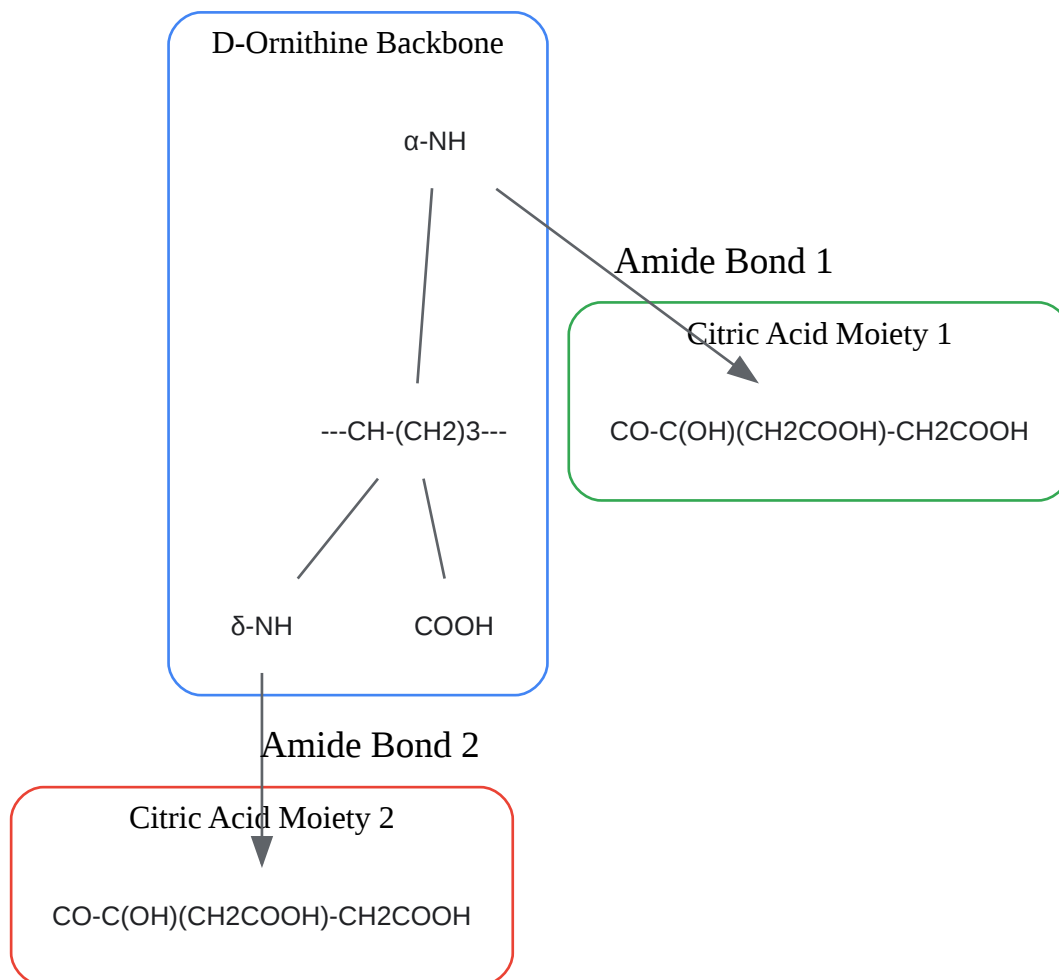 D-Ornithine Backbone
α-NH
Amide Bond 1
Citric Acid Moiety 1
---CH-(CH2)3---
CO-C(OH)(CH2COOH)-CH2COOH
δ-NH
COOH
Amide Bond 2
Citric Acid Moiety 2
CO-C(OH)(CH2COOH)-CH2COOH